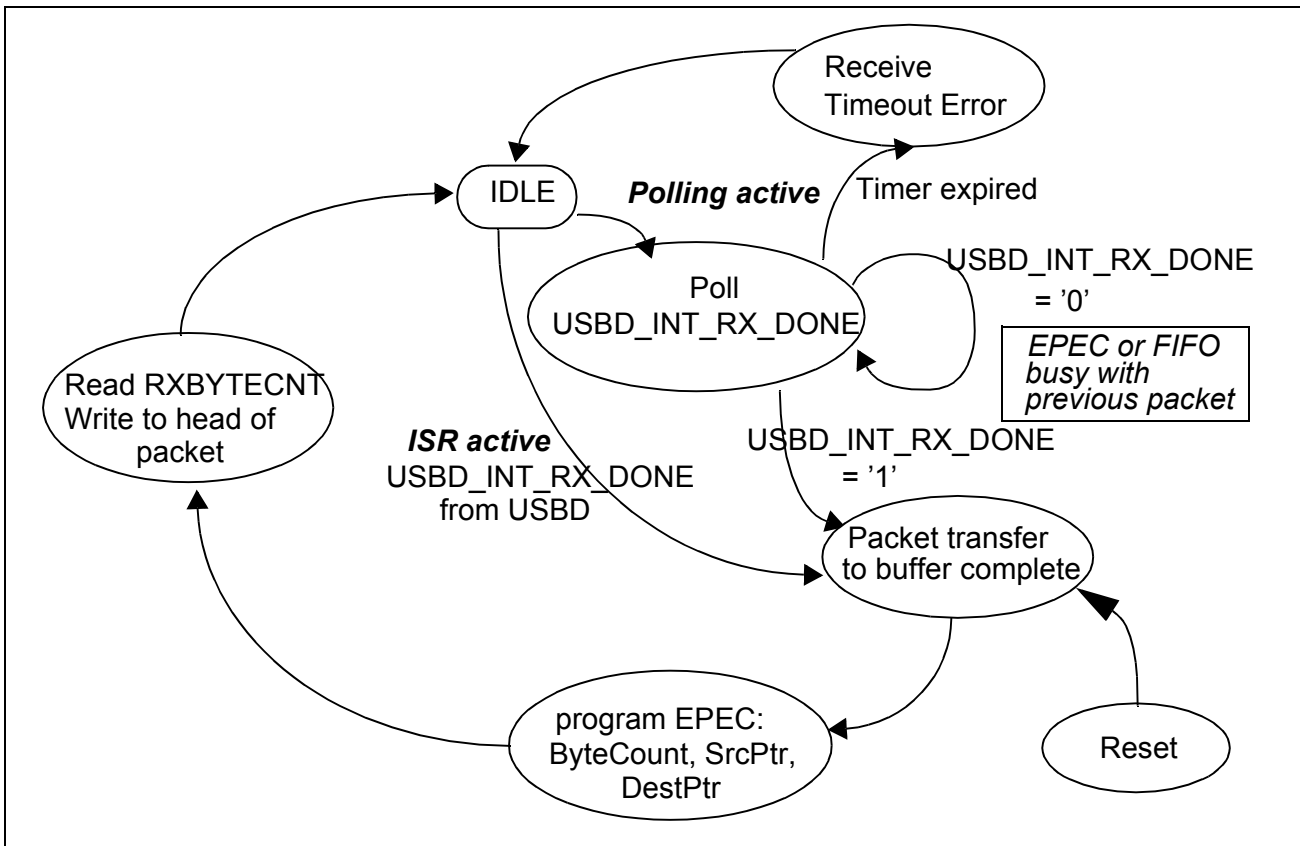 Receive
Timeout Error
IDLE
Polling active
Timer expired
Poll
USBD_INT_RX_DONE
USBD_INT_RX_DONE
= '0'
EPEC or FIFO
busy with
previous packet
Read RXBYTECNT
Write to head of
packet
ISR active
USBD_INT_RX_DONE
from USBD
USBD_INT_RX_DONE
= '1'
Packet transfer
to buffer complete
program EPEC:
ByteCount, SrcPtr,
DestPtr
Reset